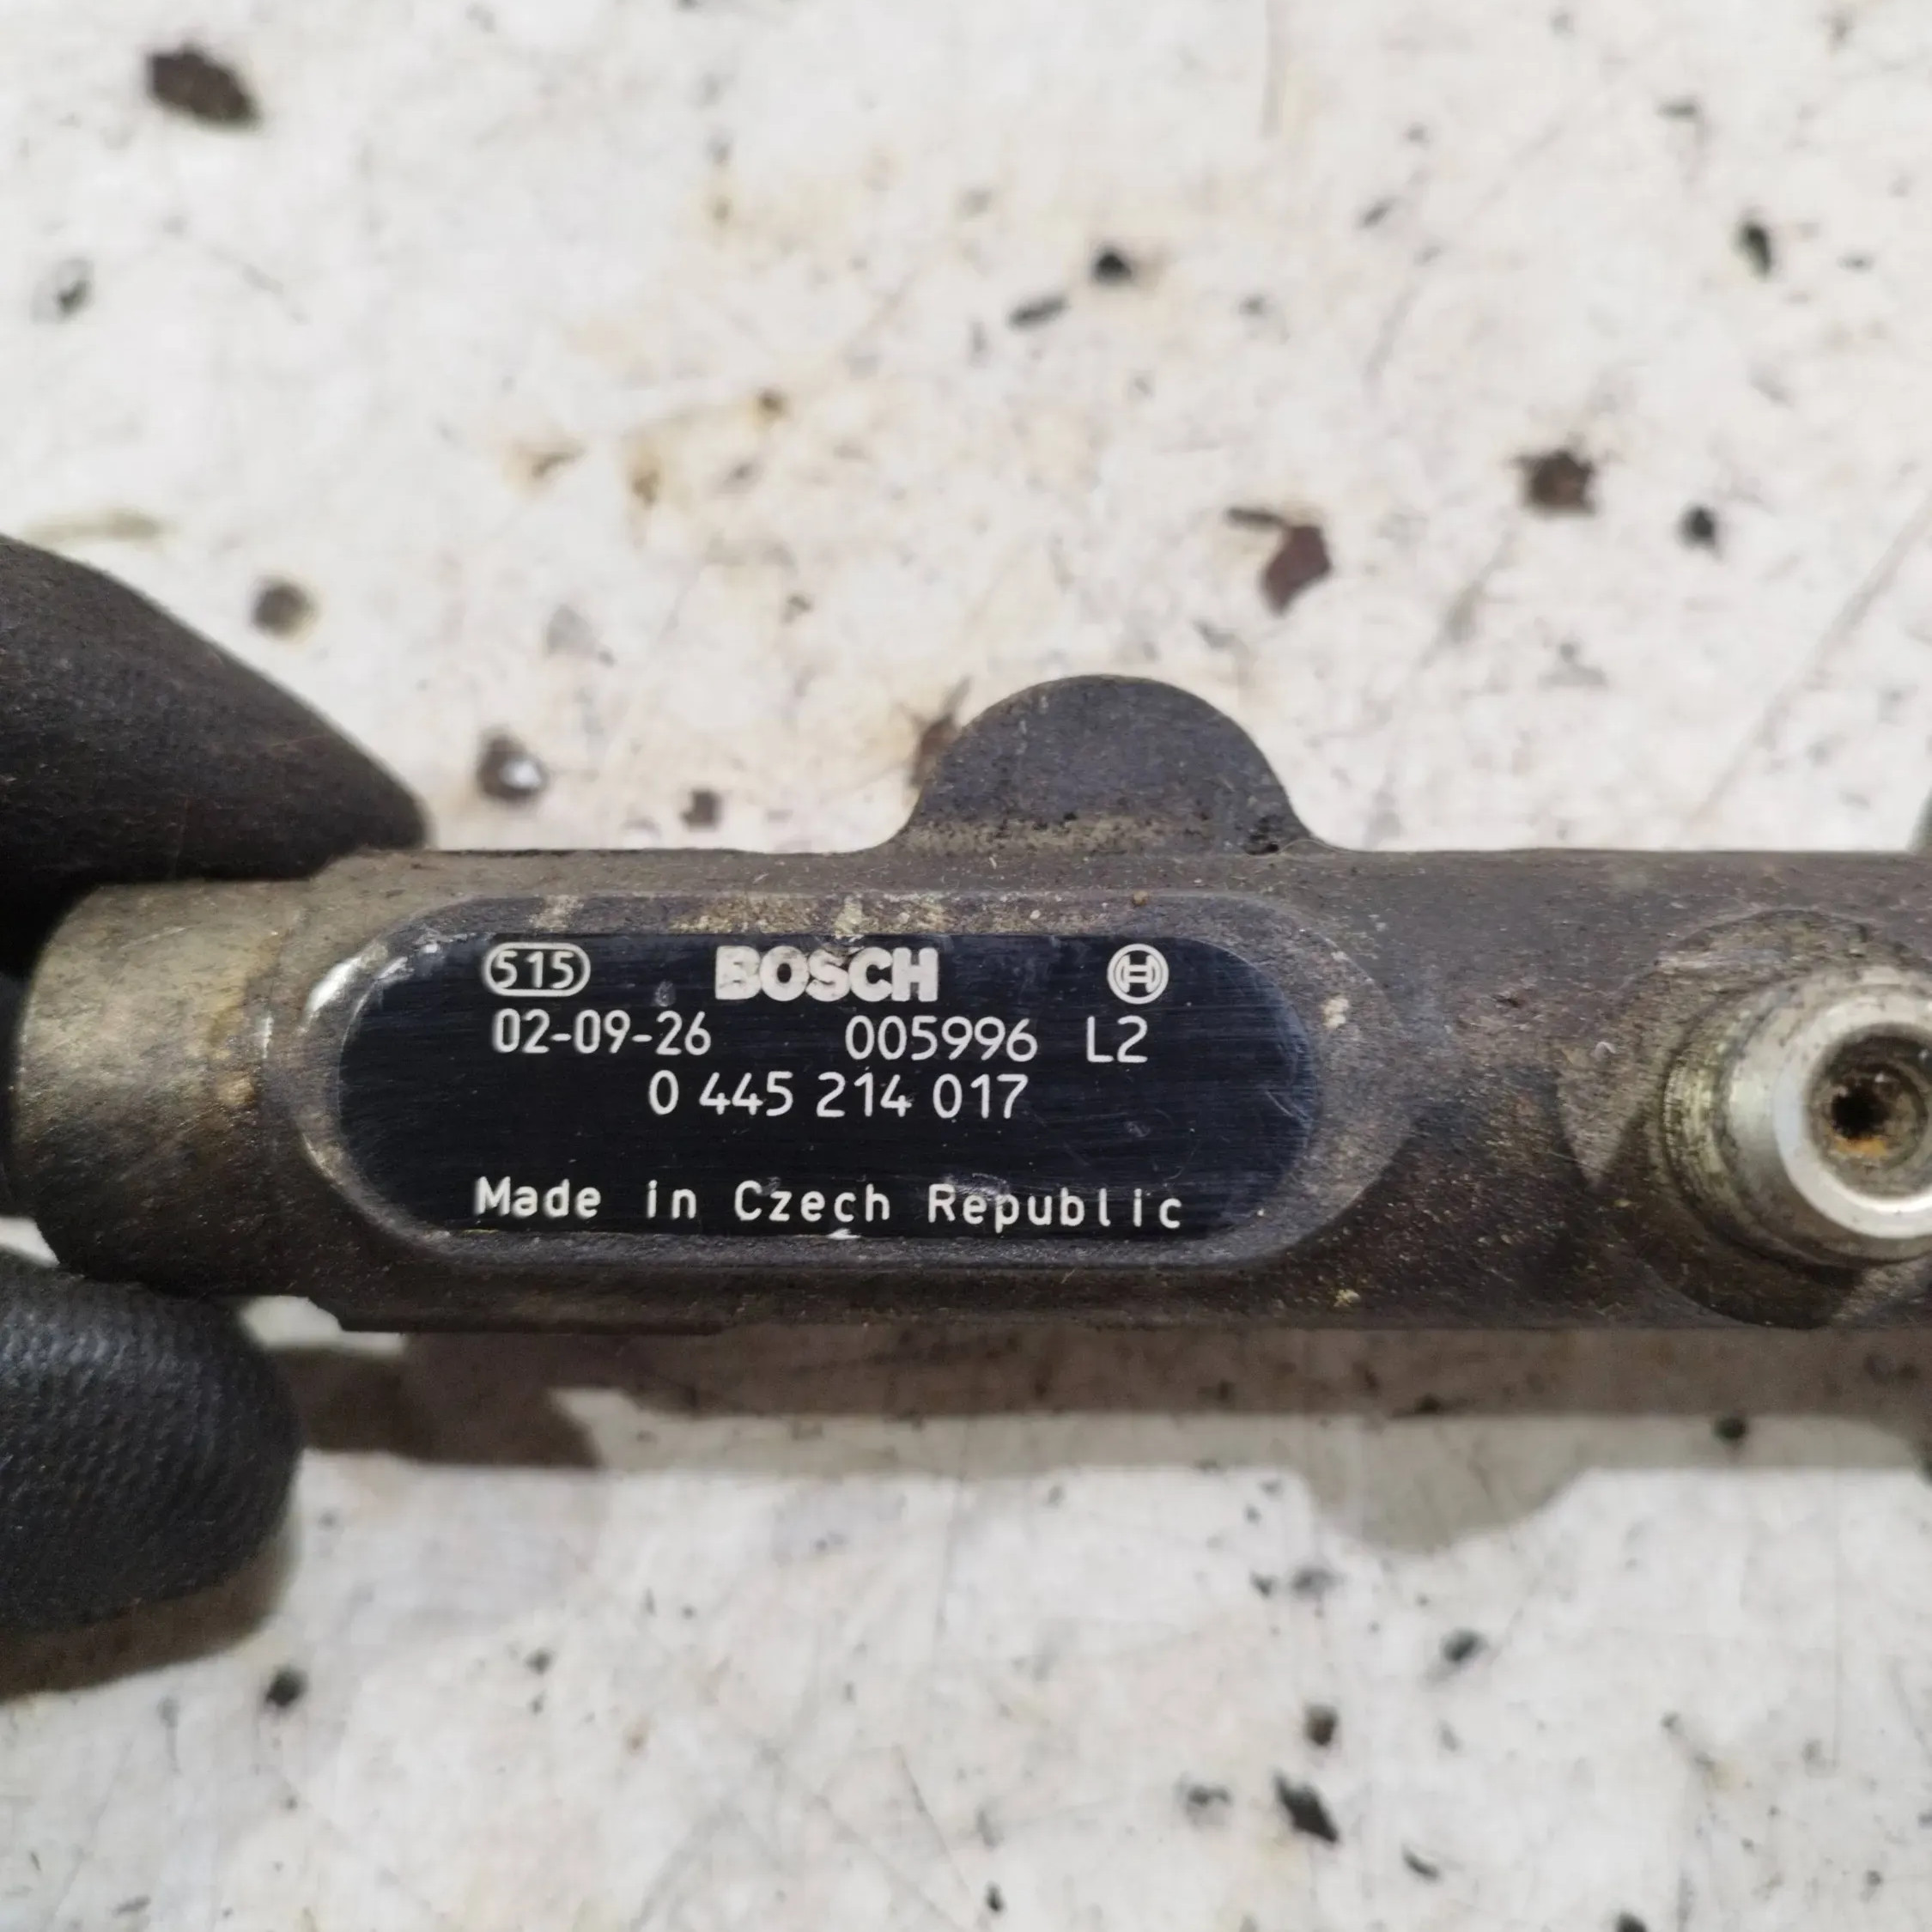 515 BOSCH
02-09-26 005996 L2
0 445 214 017
Made in Czech Republic